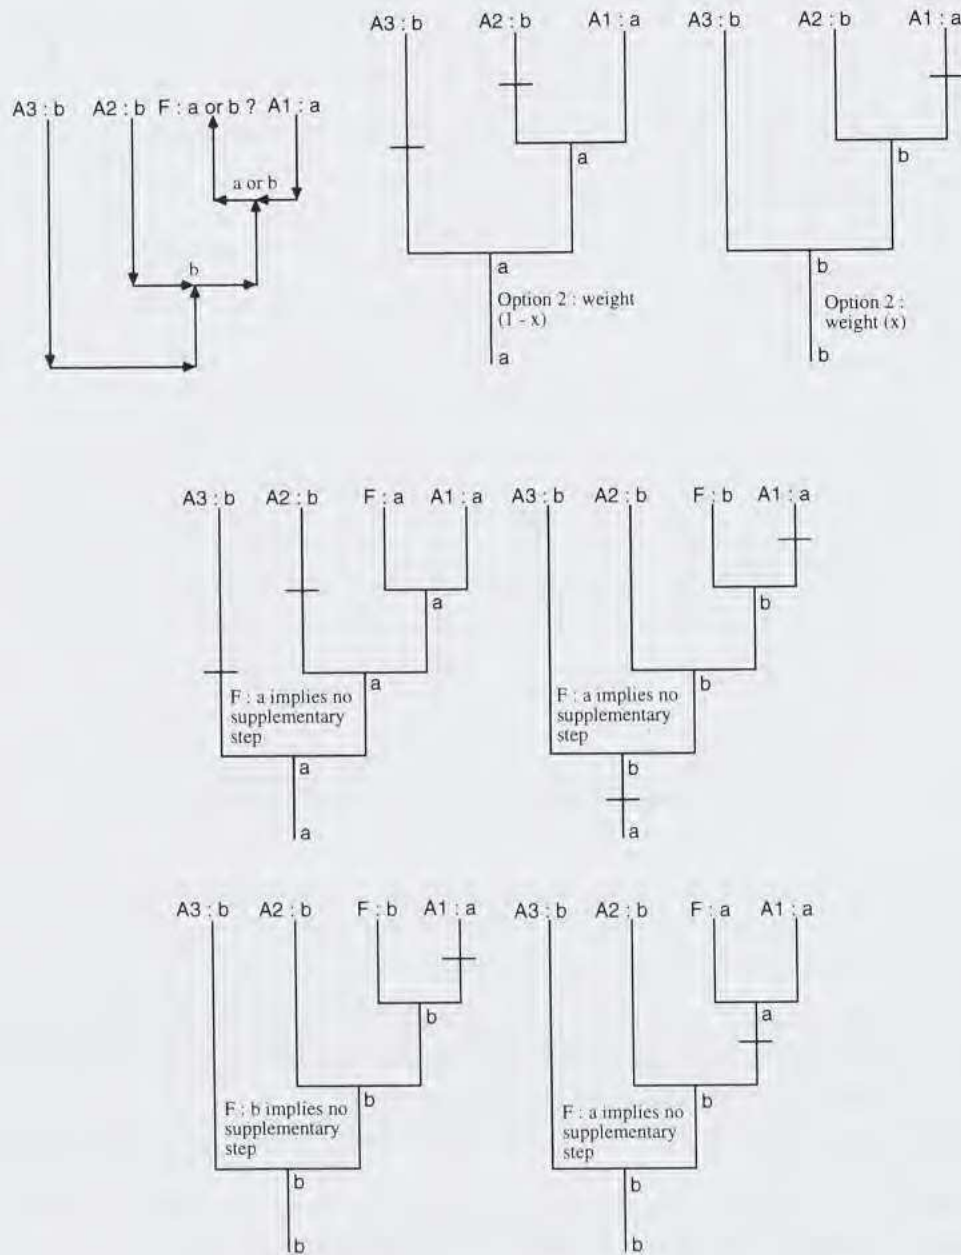 A3 : b A2 : b F : a or b ? A1 : a
a or b
b
A3 : b A2 : b A1 : a
a
a
Option 2 : weight
(1 - x)
a
A3 : b A2 : b A1 : a
b
b
Option 2 :
weight (x)
b
A3 : b A2 : b F : a A1 : a
a
a
F : a implies no
supplementary
step
a
a
A3 : b A2 : b F : b A1 : a
b
b
F : a implies no
supplementary
step
b
a
A3 : b A2 : b F : b A1 : a
b
b
F : b implies no
supplementary
step
b
b
A3 : b A2 : b F : a A1 : a
a
b
F : a implies no
supplementary
step
b
b